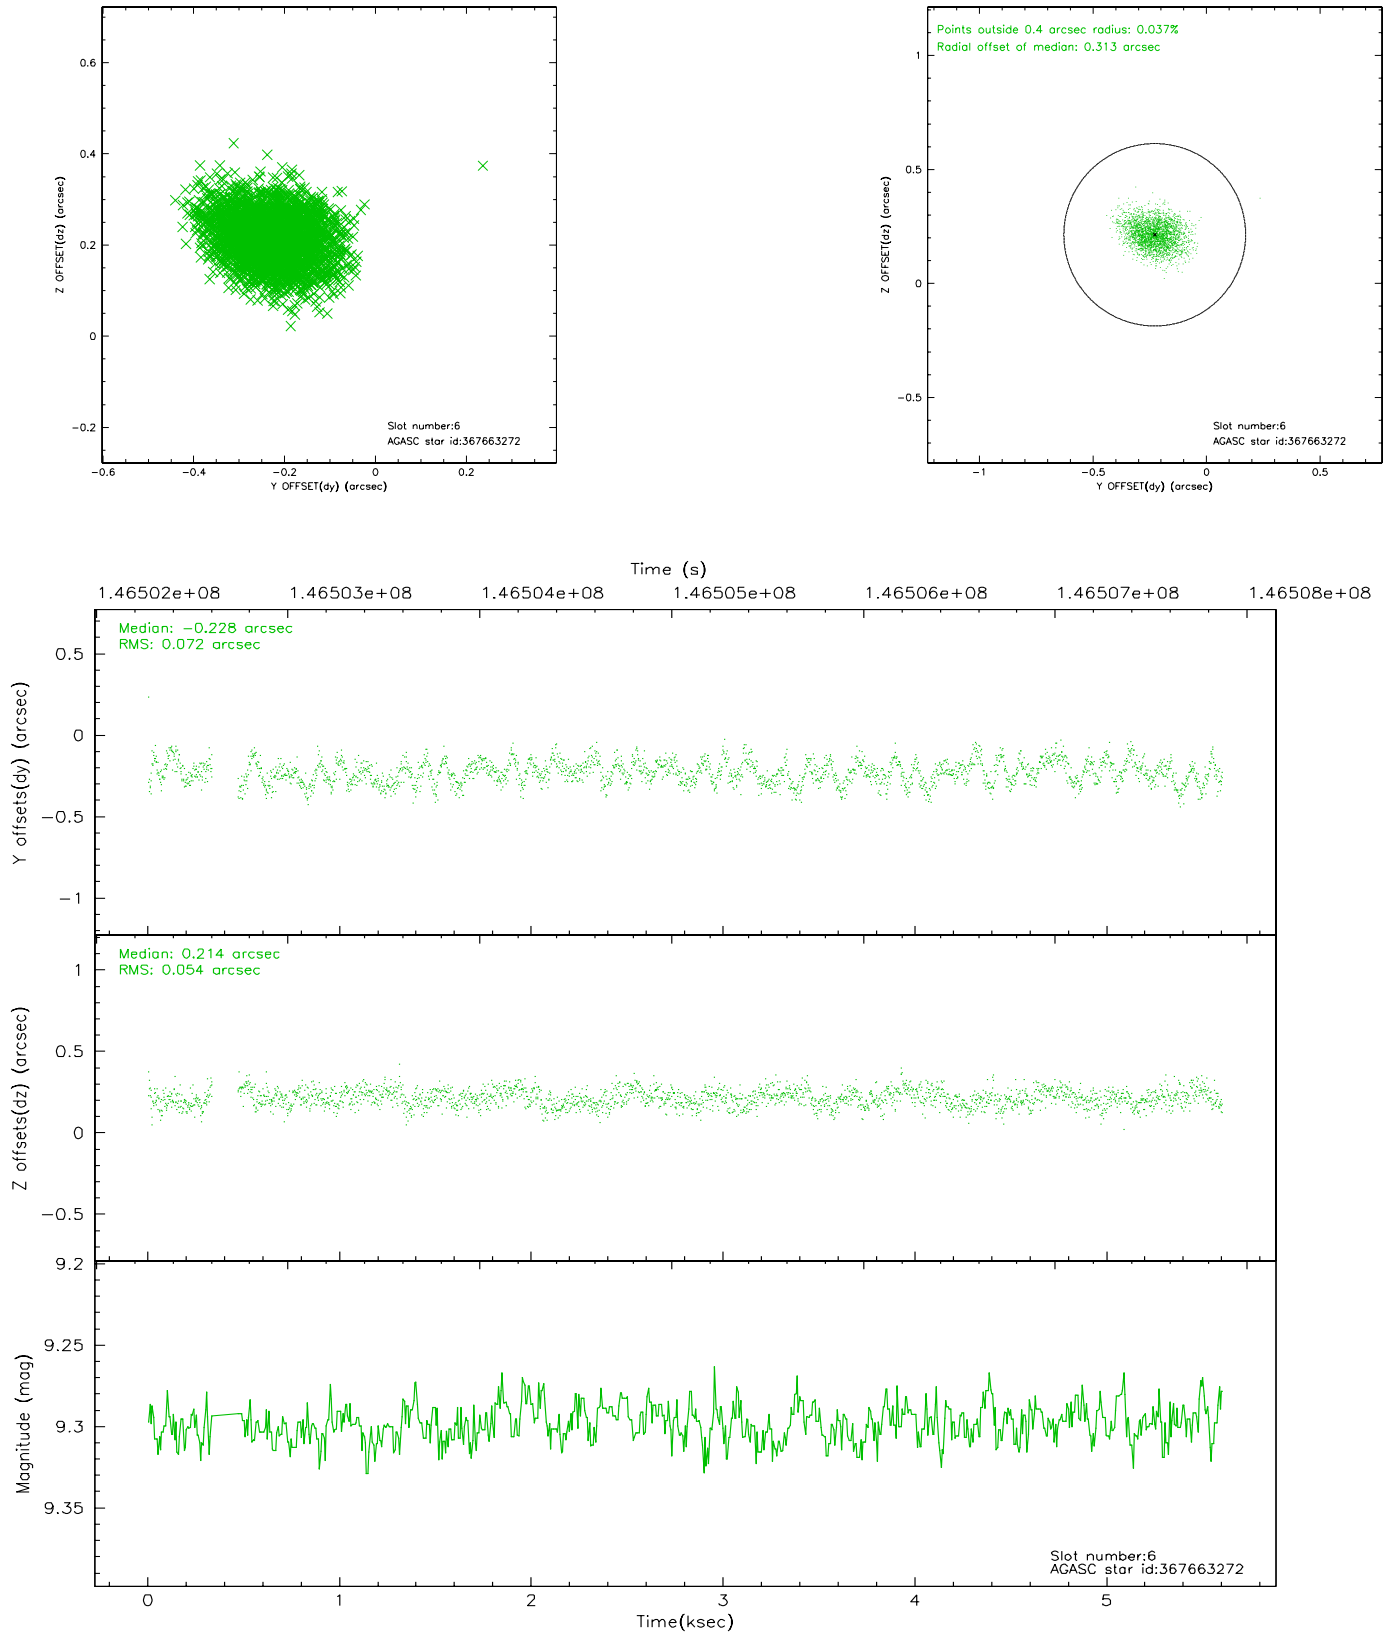 0.6
0.4
0.2
0
−0.2
Z OFFSET(dz) (arcsec)
Slot number:6
AGASC star id:367663272
−0.6 −0.4 −0.2 0 0.2
Y OFFSET(dy) (arcsec)
Points outside 0.4 arcsec radius: 0.037%
Radial offset of median: 0.313 arcsec
1
0.5
0
−0.5
Z OFFSET(dz) (arcsec)
Slot number:6
AGASC star id:367663272
−1 −0.5 0 0.5
Y OFFSET(dy) (arcsec)
Time (s)
1.46502e+08 1.46503e+08 1.46504e+08 1.46505e+08 1.46506e+08 1.46507e+08 1.46508e+08
Median: −0.228 arcsec
RMS: 0.072 arcsec
0.5
0
−0.5
−1
Y offsets(dy) (arcsec)
Median: 0.214 arcsec
RMS: 0.054 arcsec
1
0.5
0
−0.5
Z offsets(dz) (arcsec)
9.2
9.25
9.3
9.35
Magnitude (mag)
Slot number:6
AGASC star id:367663272
0 1 2 3 4 5
Time(ksec)